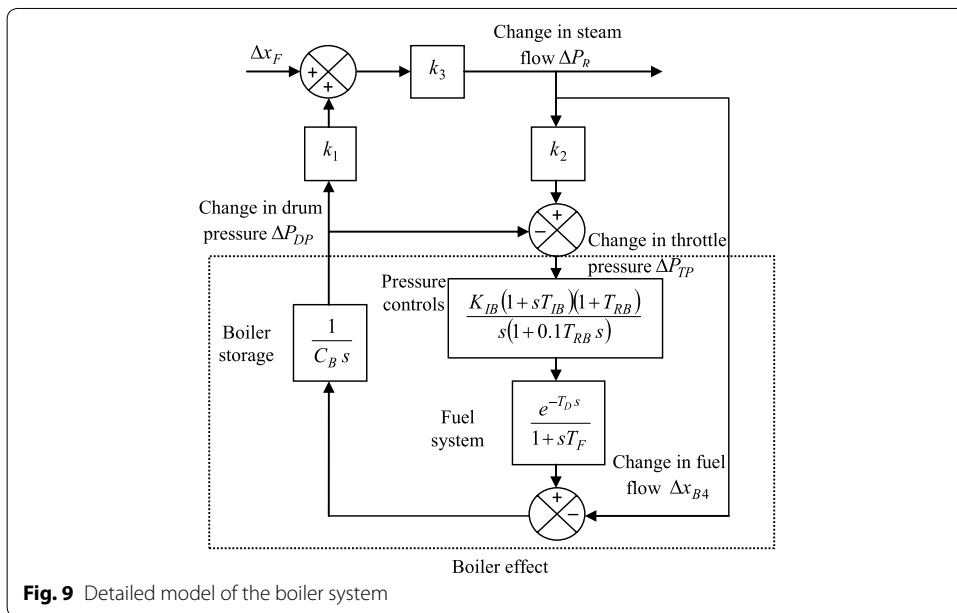 Change in steam
flow ΔP_R
Δx_F
+
+
k_3
k_1
k_2
Change in drum
pressure ΔP_DP
+
−
Change in throttle
pressure ΔP_TP
Pressure
controls
K_IB(1+sT_IB)(1+T_RB)
s(1+0.1T_RB s)
Boiler
storage
1
C_B s
Fuel
system
e^{-T_D s}
1+sT_F
Change in fuel
flow Δx_B4
+
−
Boiler effect
Fig. 9 Detailed model of the boiler system